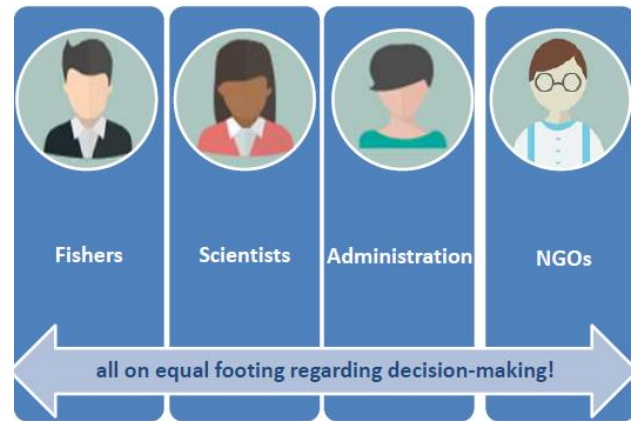 Fishers
Scientists
Administration
NGOs
all on equal footing regarding decision-making!